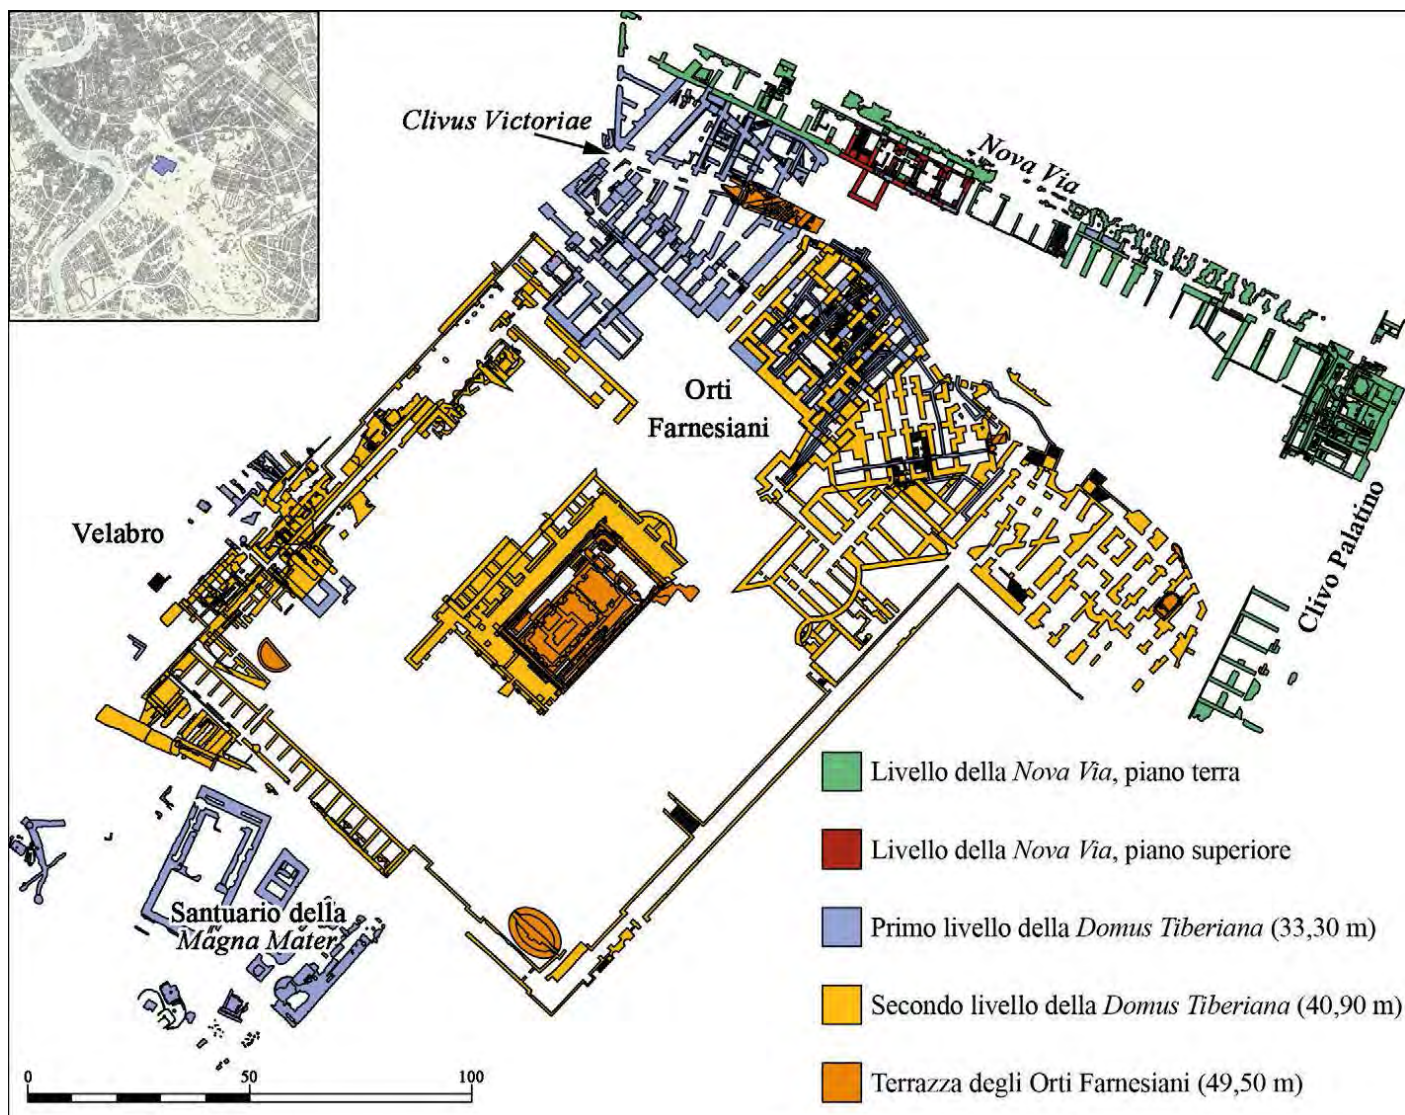 Clivus Victoriae
Nova Via
Orti
Farnesiani
Velabro
Clivo Palatino
Santuario della
Magna Mater
Livello della Nova Via, piano terra
Livello della Nova Via, piano superiore
Primo livello della Domus Tiberiana (33,30 m)
Secondo livello della Domus Tiberiana (40,90 m)
Terrazza degli Orti Farnesiani (49,50 m)
0 50 100